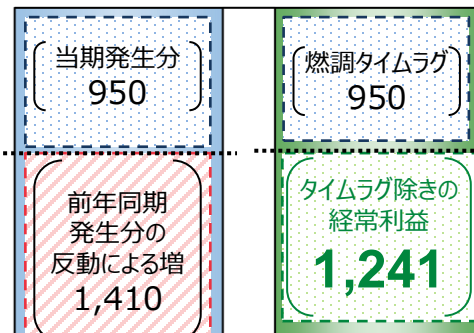 当期発生分
950
前年同期
発生分の
反動による増
1,410
燃調タイムラグ
950
タイムラグ除きの
経常利益
1,241